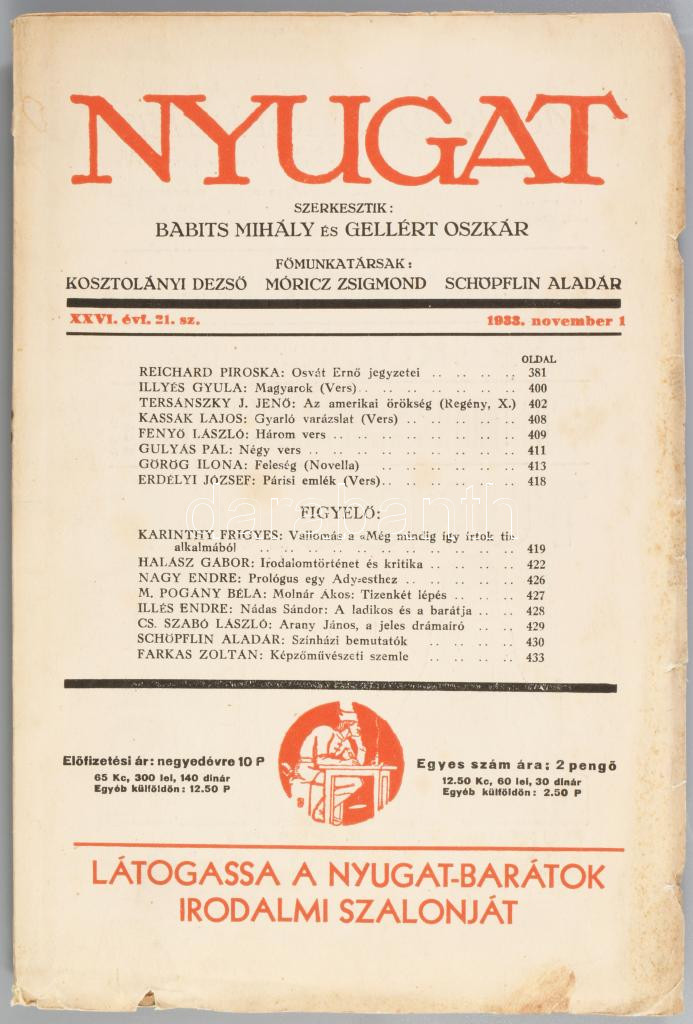 NYUGAT
SZERKESZTIK:
BABITS MIHÁLY ÉS GELLÉRT OSZKÁR
FŐMUNKATÁRSAK:
KOSZTOLÁNYI DEZSŐ MÓRICZ ZSIGMOND SCHÖPFLIN ALADÁR
XXVI. évf. 21. sz. 1933. november 1
OLDAL
REICHARD PIROSKA: Osvát Ernő jegyzetei .. .. .. .. 381
ILLYÉS GYULA: Magyarok (Vers) .. .. .. .. .. .. .. 400
TERSÁNSZKY J. JENŐ: Az amerikai örökség (Regény, X.) 402
KASSÁK LAJOS: Gyarló varázslat (Vers) .. .. .. .. .. 408
FENYŐ LÁSZLÓ: Három vers .. .. .. .. .. .. .. .. 409
GULYÁS PÁL: Négy vers .. .. .. .. .. .. .. .. .. 411
GÖRÖG ILONA: Feleség (Novella) .. .. .. .. .. .. 413
ERDÉLYI JÓZSEF: Párisi emlék (Vers) .. .. .. .. .. .. 418
FIGYELŐ:
darabanth
KARINTHY FRIGYES: Vallomás a «Még mindig így írtok ti»
alkalmából .. .. .. .. .. .. .. .. .. .. .. 419
HALÁSZ GÁBOR: Irodalomtörténet és kritika .. .. .. .. 422
NAGY ENDRE: Prológus egy Ady-esthez .. .. .. .. .. 426
M. POGÁNY BÉLA: Molnár Ákos: Tizenkét lépés .. .. .. 427
ILLÉS ENDRE: Nádas Sándor: A ladikos és a barátja .. .. 428
CS. SZABÓ LÁSZLÓ: Arany János, a jeles drámaíró .. .. 429
SCHÖPFLIN ALADÁR: Színházi bemutatók .. .. .. .. 430
FARKAS ZOLTÁN: Képzőművészeti szemle .. .. .. .. 433
Előfizetési ár: negyedévre 10 P
65 Kc, 300 lei, 140 dinár
Egyéb külföldön: 12.50 P
Egyes szám ára: 2 pengő
12.50 Kc, 60 lei, 30 dinár
Egyéb külföldön: 2.50 P
LÁTOGASSA A NYUGAT-BARÁTOK
IRODALMI SZALONJÁT